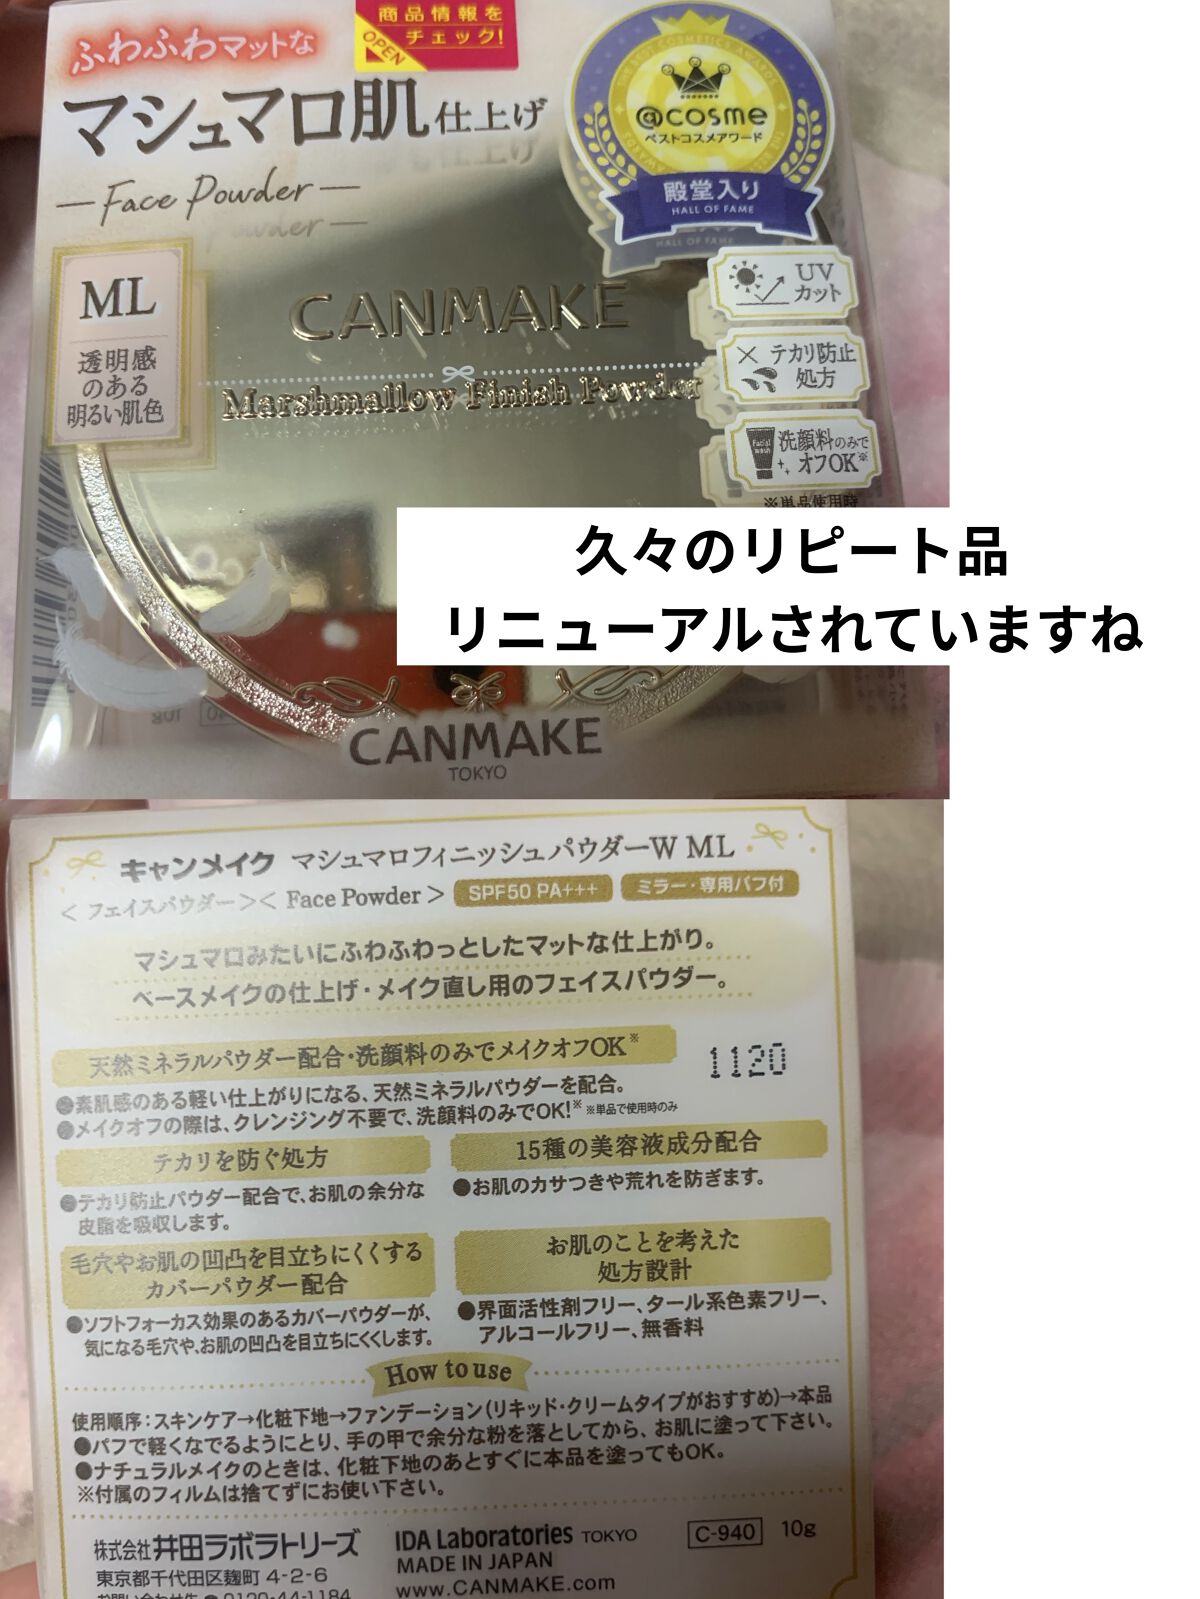 ふわふわマットな
マシュマロ肌仕上げ
Face Powder
商品情報を
チェック!
OPEN
@cosme
ベストコスメアワード
殿堂入り
HALL OF FAME
ML
透明感
のある
明るい肌色
CANMAKE
Marshmallow Finish Powder
UV
カット
テカリ防止
処方
Facial
wash
洗顔料のみで
オフOK※
※単品使用時
久々のリピート品
リニューアルされていますね
CANMAKE
TOKYO
キャンメイク マシュマロフィニッシュパウダーW ML
<フェイスパウダー><Face Powder> SPF50 PA+++ ミラー・専用パフ付
マシュマロみたいにふわふわっとしたマットな仕上がり。
ベースメイクの仕上げ・メイク直し用のフェイスパウダー。
天然ミネラルパウダー配合・洗顔料のみでメイクオフOK※
1120
●素肌感のある軽い仕上がりになる、天然ミネラルパウダーを配合。
●メイクオフの際は、クレンジング不要で、洗顔料のみでOK!※ ※単品で使用時のみ
テカリを防ぐ処方
●テカリ防止パウダー配合で、お肌の余分な
皮脂を吸収します。
15種の美容液成分配合
●お肌のカサつきや荒れを防ぎます。
毛穴やお肌の凹凸を目立ちにくくする
カバーパウダー配合
●ソフトフォーカス効果のあるカバーパウダーが、
気になる毛穴や、お肌の凹凸を目立ちにくくします。
お肌のことを考えた
処方設計
●界面活性剤フリー、タール系色素フリー、
アルコールフリー、無香料
How to use
使用順序：スキンケア→化粧下地→ファンデーション(リキッド・クリームタイプがおすすめ)→本品
●パフで軽くなでるようにとり、手の甲で余分な粉を落としてから、お肌に塗って下さい。
●ナチュラルメイクのときは、化粧下地のあとすぐに本品を塗ってもOK。
※付属のフィルムは捨てずにお使い下さい。
株式会社井田ラボラトリーズ
東京都千代田区麹町 4-2-6
IDA Laboratories TOKYO
MADE IN JAPAN
www.CANMAKE.com
C-940 10g